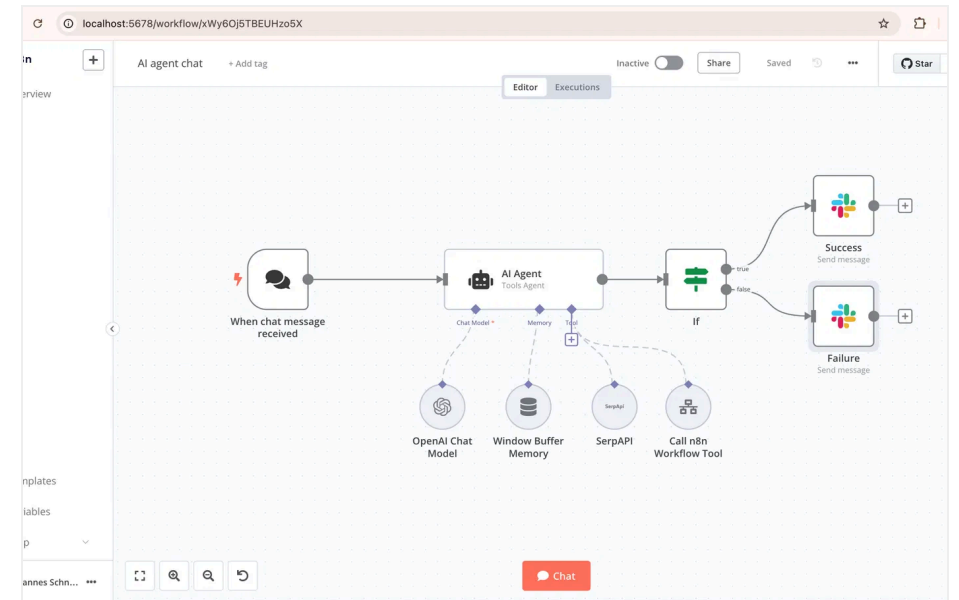 localhost:5678/workflow/xWy6Oj5TBEUHzo5X
8n
AI agent chat
+ Add tag
Inactive
Share
Saved
Star
Editor
Executions
erview
Success
Send message
true
false
AI Agent
Tools Agent
Chat Model *
Memory
Tool
When chat message
received
If
Failure
Send message
SerpApi
OpenAI Chat
Model
Window Buffer
Memory
SerpAPI
Call n8n
Workflow Tool
mplates
iables
p
annes Schn...
Chat